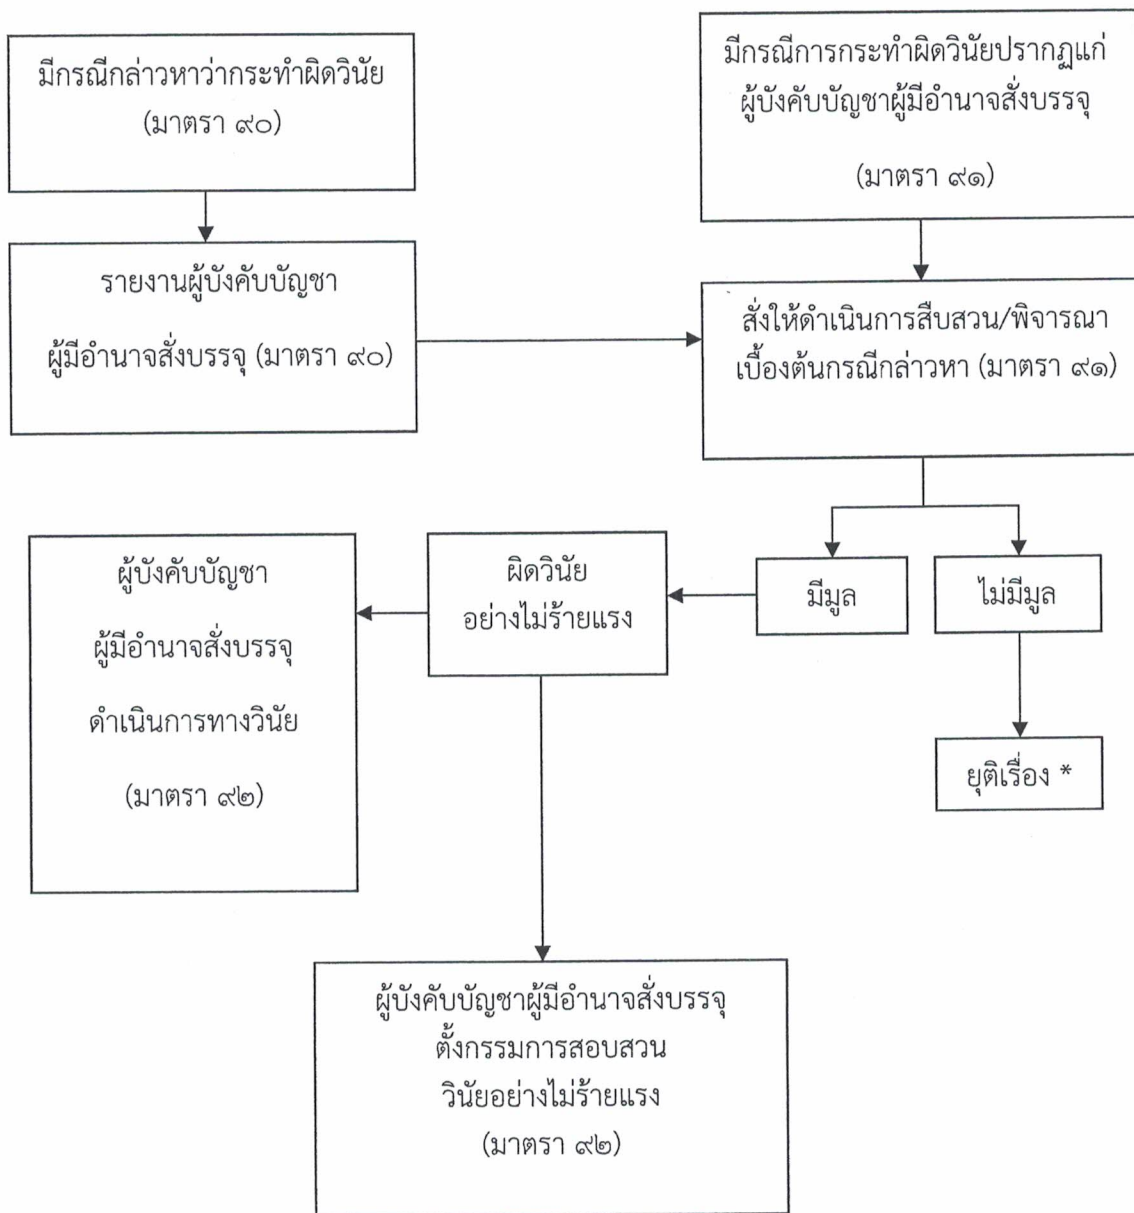 มีกรณีกล่าวหาว่ากระทำผิดวินัย
(มาตรา ๙๐)
มีกรณีการกระทำผิดวินัยปรากฏแก่
ผู้บังคับบัญชาผู้มีอำนาจสั่งบรรจุ
(มาตรา ๙๑)
รายงานผู้บังคับบัญชา
ผู้มีอำนาจสั่งบรรจุ (มาตรา ๙๐)
สั่งให้ดำเนินการสืบสวน/พิจารณา
เบื้องต้นกรณีกล่าวหา (มาตรา ๙๑)
ผู้บังคับบัญชา
ผู้มีอำนาจสั่งบรรจุ
ดำเนินการทางวินัย
(มาตรา ๙๒)
ผิดวินัย
อย่างไม่ร้ายแรง
มีมูล
ไม่มีมูล
ยุติเรื่อง *
ผู้บังคับบัญชาผู้มีอำนาจสั่งบรรจุ
ตั้งกรรมการสอบสวน
วินัยอย่างไม่ร้ายแรง
(มาตรา ๙๒)